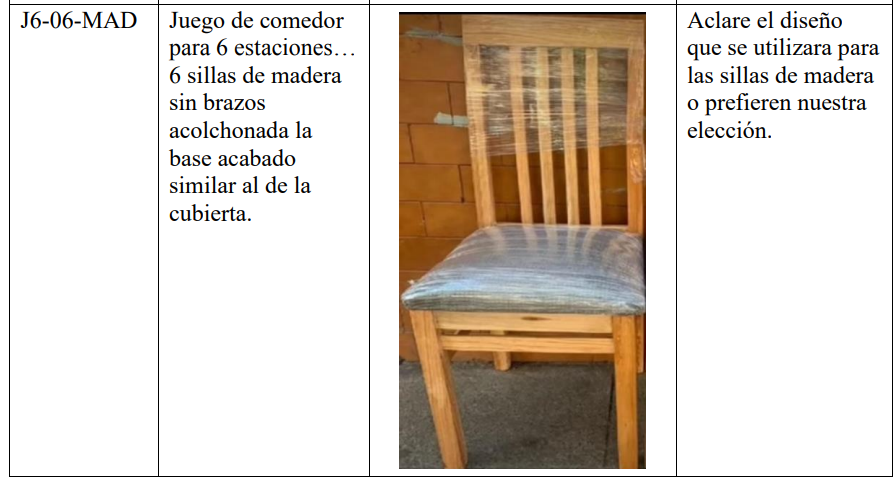 J6-06-MAD
Juego de comedor
para 6 estaciones…
6 sillas de madera
sin brazos
acolchonada la
base acabado
similar al de la
cubierta.
Aclare el diseño
que se utilizara para
las sillas de madera
o prefieren nuestra
elección.